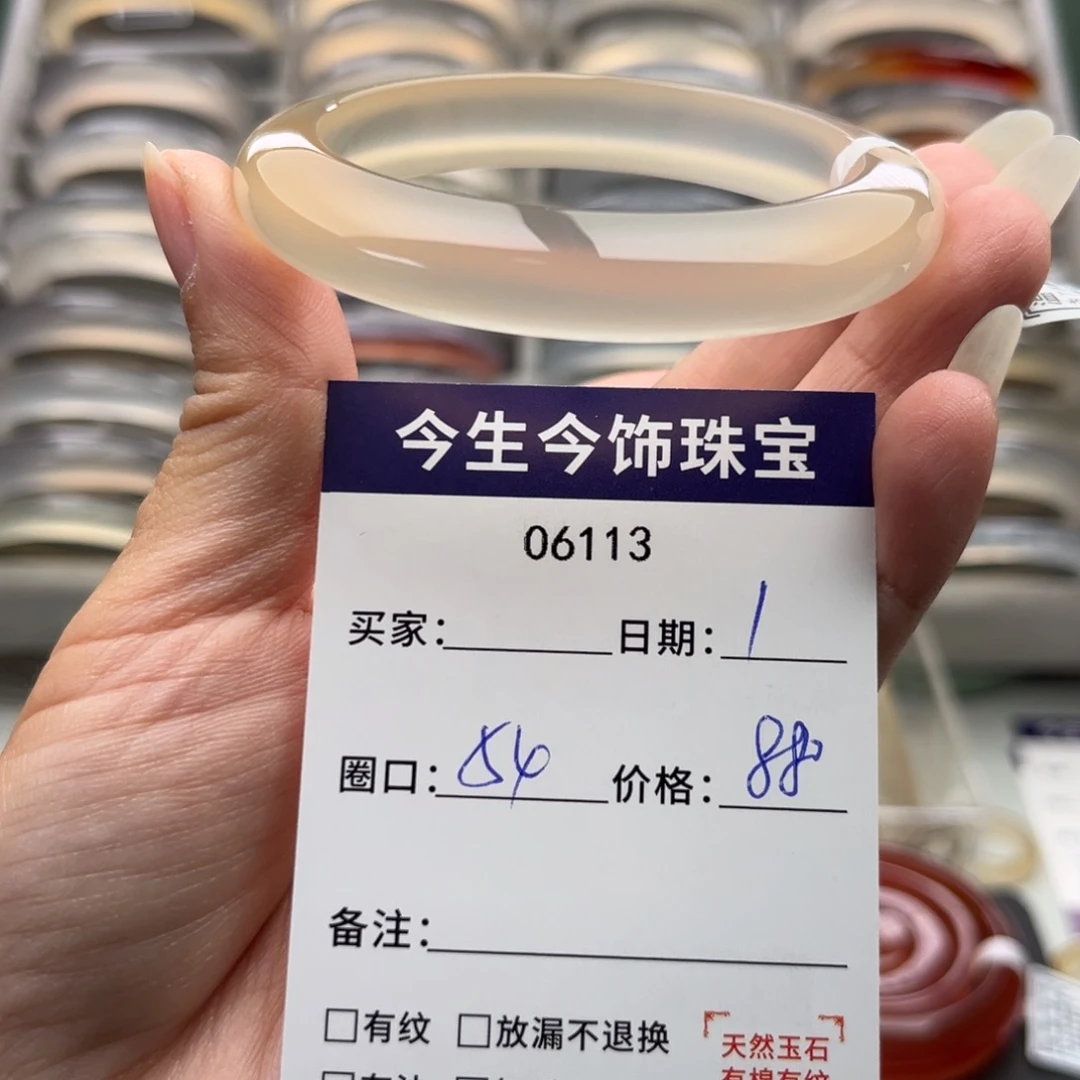 今生今饰珠宝
06113
买家: 日期: 1
圈口: 54 价格: 88
备注:
□有纹 □放漏不退换
天然玉石